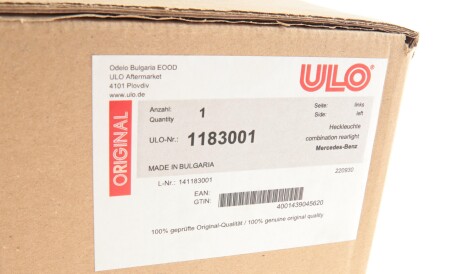 Odelo Bulgaria EOOD
ULO Aftermarket
4101 Plovdiv
www.ulo.de
ULO®
ORIGINAL
Anzahl:
Quantity
1
Seite: links
Side: left
ULO-Nr.: 1183001
Heckleuchte
combination rearlight
Mercedes-Benz
MADE IN BULGARIA
L-Nr.: 141183001
EAN:
GTIN:
4001439045620
100% geprüfte Original-Qualität / 100% genuine original quality